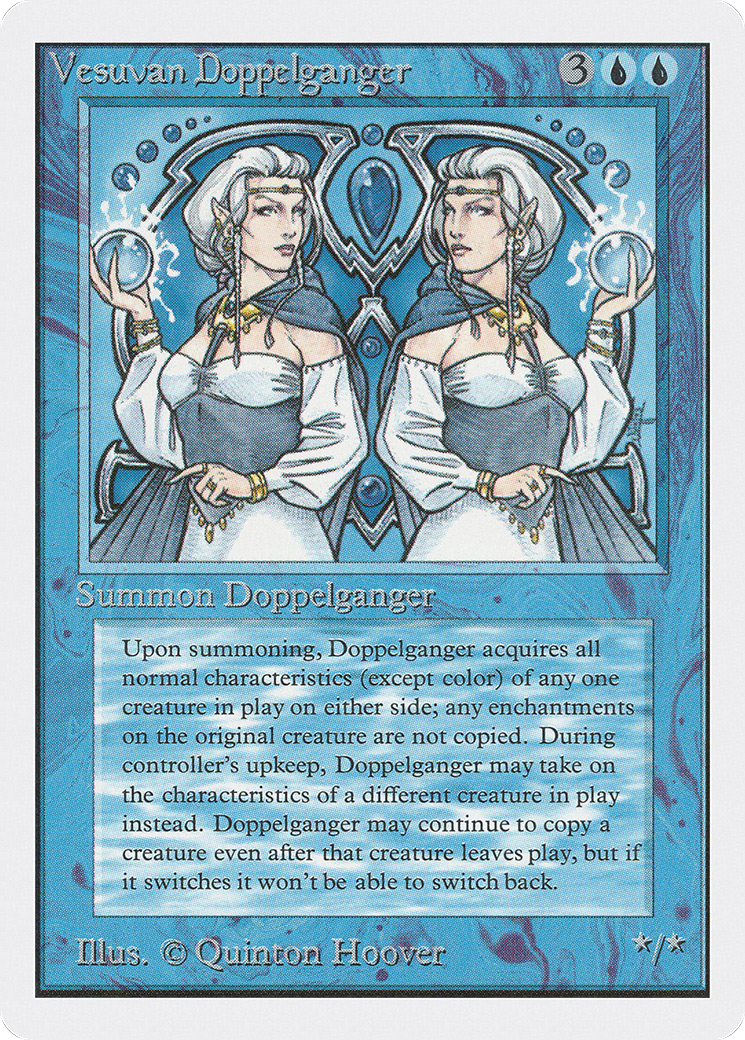 Vesuvan Doppelganger 3
Summon Doppelganger
Upon summoning, Doppelganger acquires all
normal characteristics (except color) of any one
creature in play on either side; any enchantments
on the original creature are not copied. During
controller's upkeep, Doppelganger may take on
the characteristics of a different creature in play
instead. Doppelganger may continue to copy a
creature even after that creature leaves play, but if
it switches it won't be able to switch back.
Illus. © Quinton Hoover
★/★